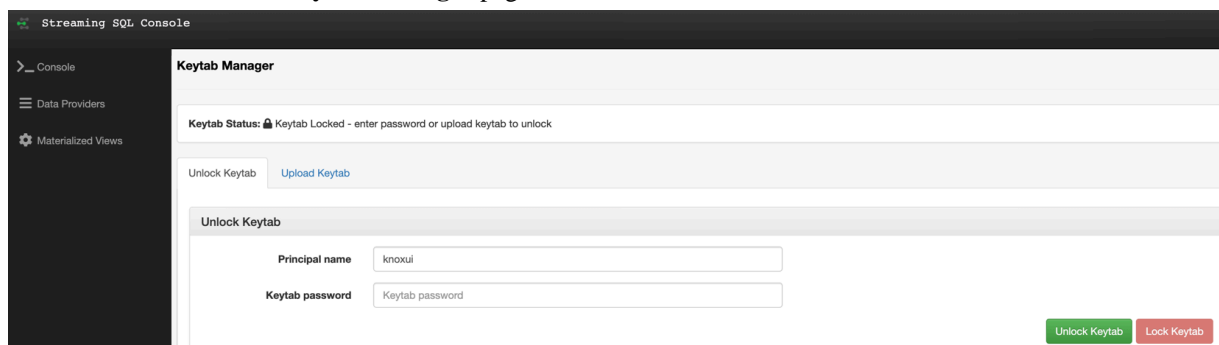 Streaming SQL Console
Console
Data Providers
Materialized Views
Keytab Manager
Keytab Status: Keytab Locked - enter password or upload keytab to unlock
Unlock Keytab Upload Keytab
Unlock Keytab
Principal name knoxui
Keytab password Keytab password
Unlock Keytab Lock Keytab